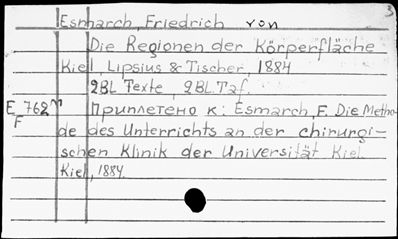 3
Esmarch, Friedrich von
Die Regionen der Körperfläche
Kiel Lipsius & Tischer, 1884
2BL Texte, 2BL.Taf.
E 762 m
F
Приплетено к: Esmarch, F. Die Metho-
de des Unterrichts an der chirurgi-
schen Klinik der Universität Kiel.
Kiel, 1884.